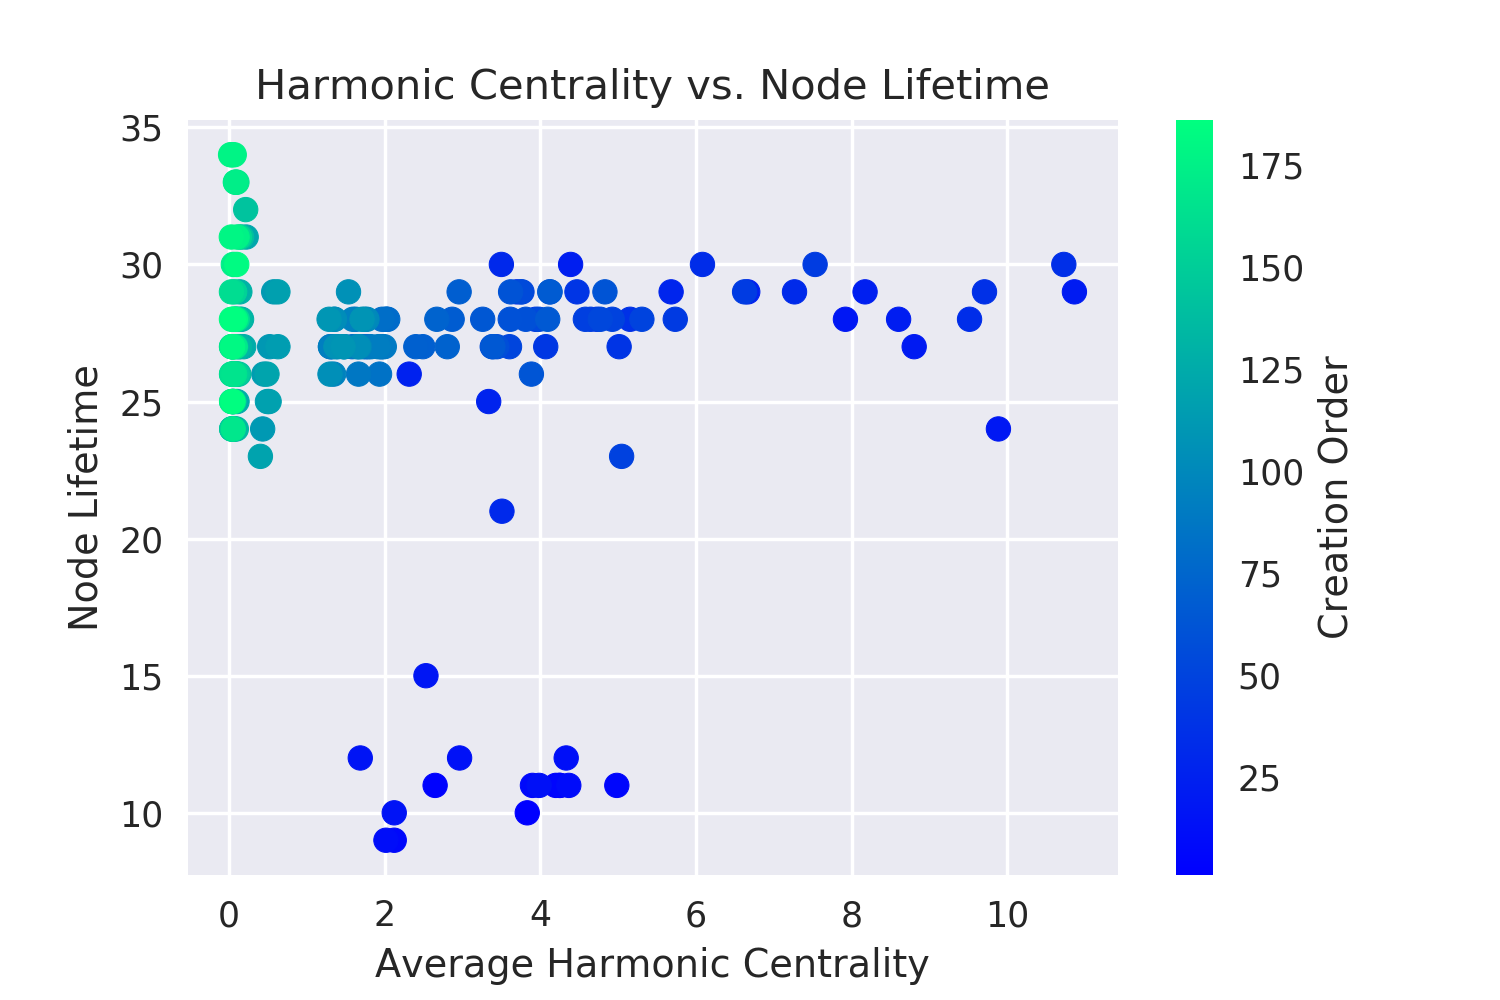 Harmonic Centrality vs. Node Lifetime
35
30
25
20
15
10
Node Lifetime
0 2 4 6 8 10
Average Harmonic Centrality
175
150
125
100
75
50
25
Creation Order